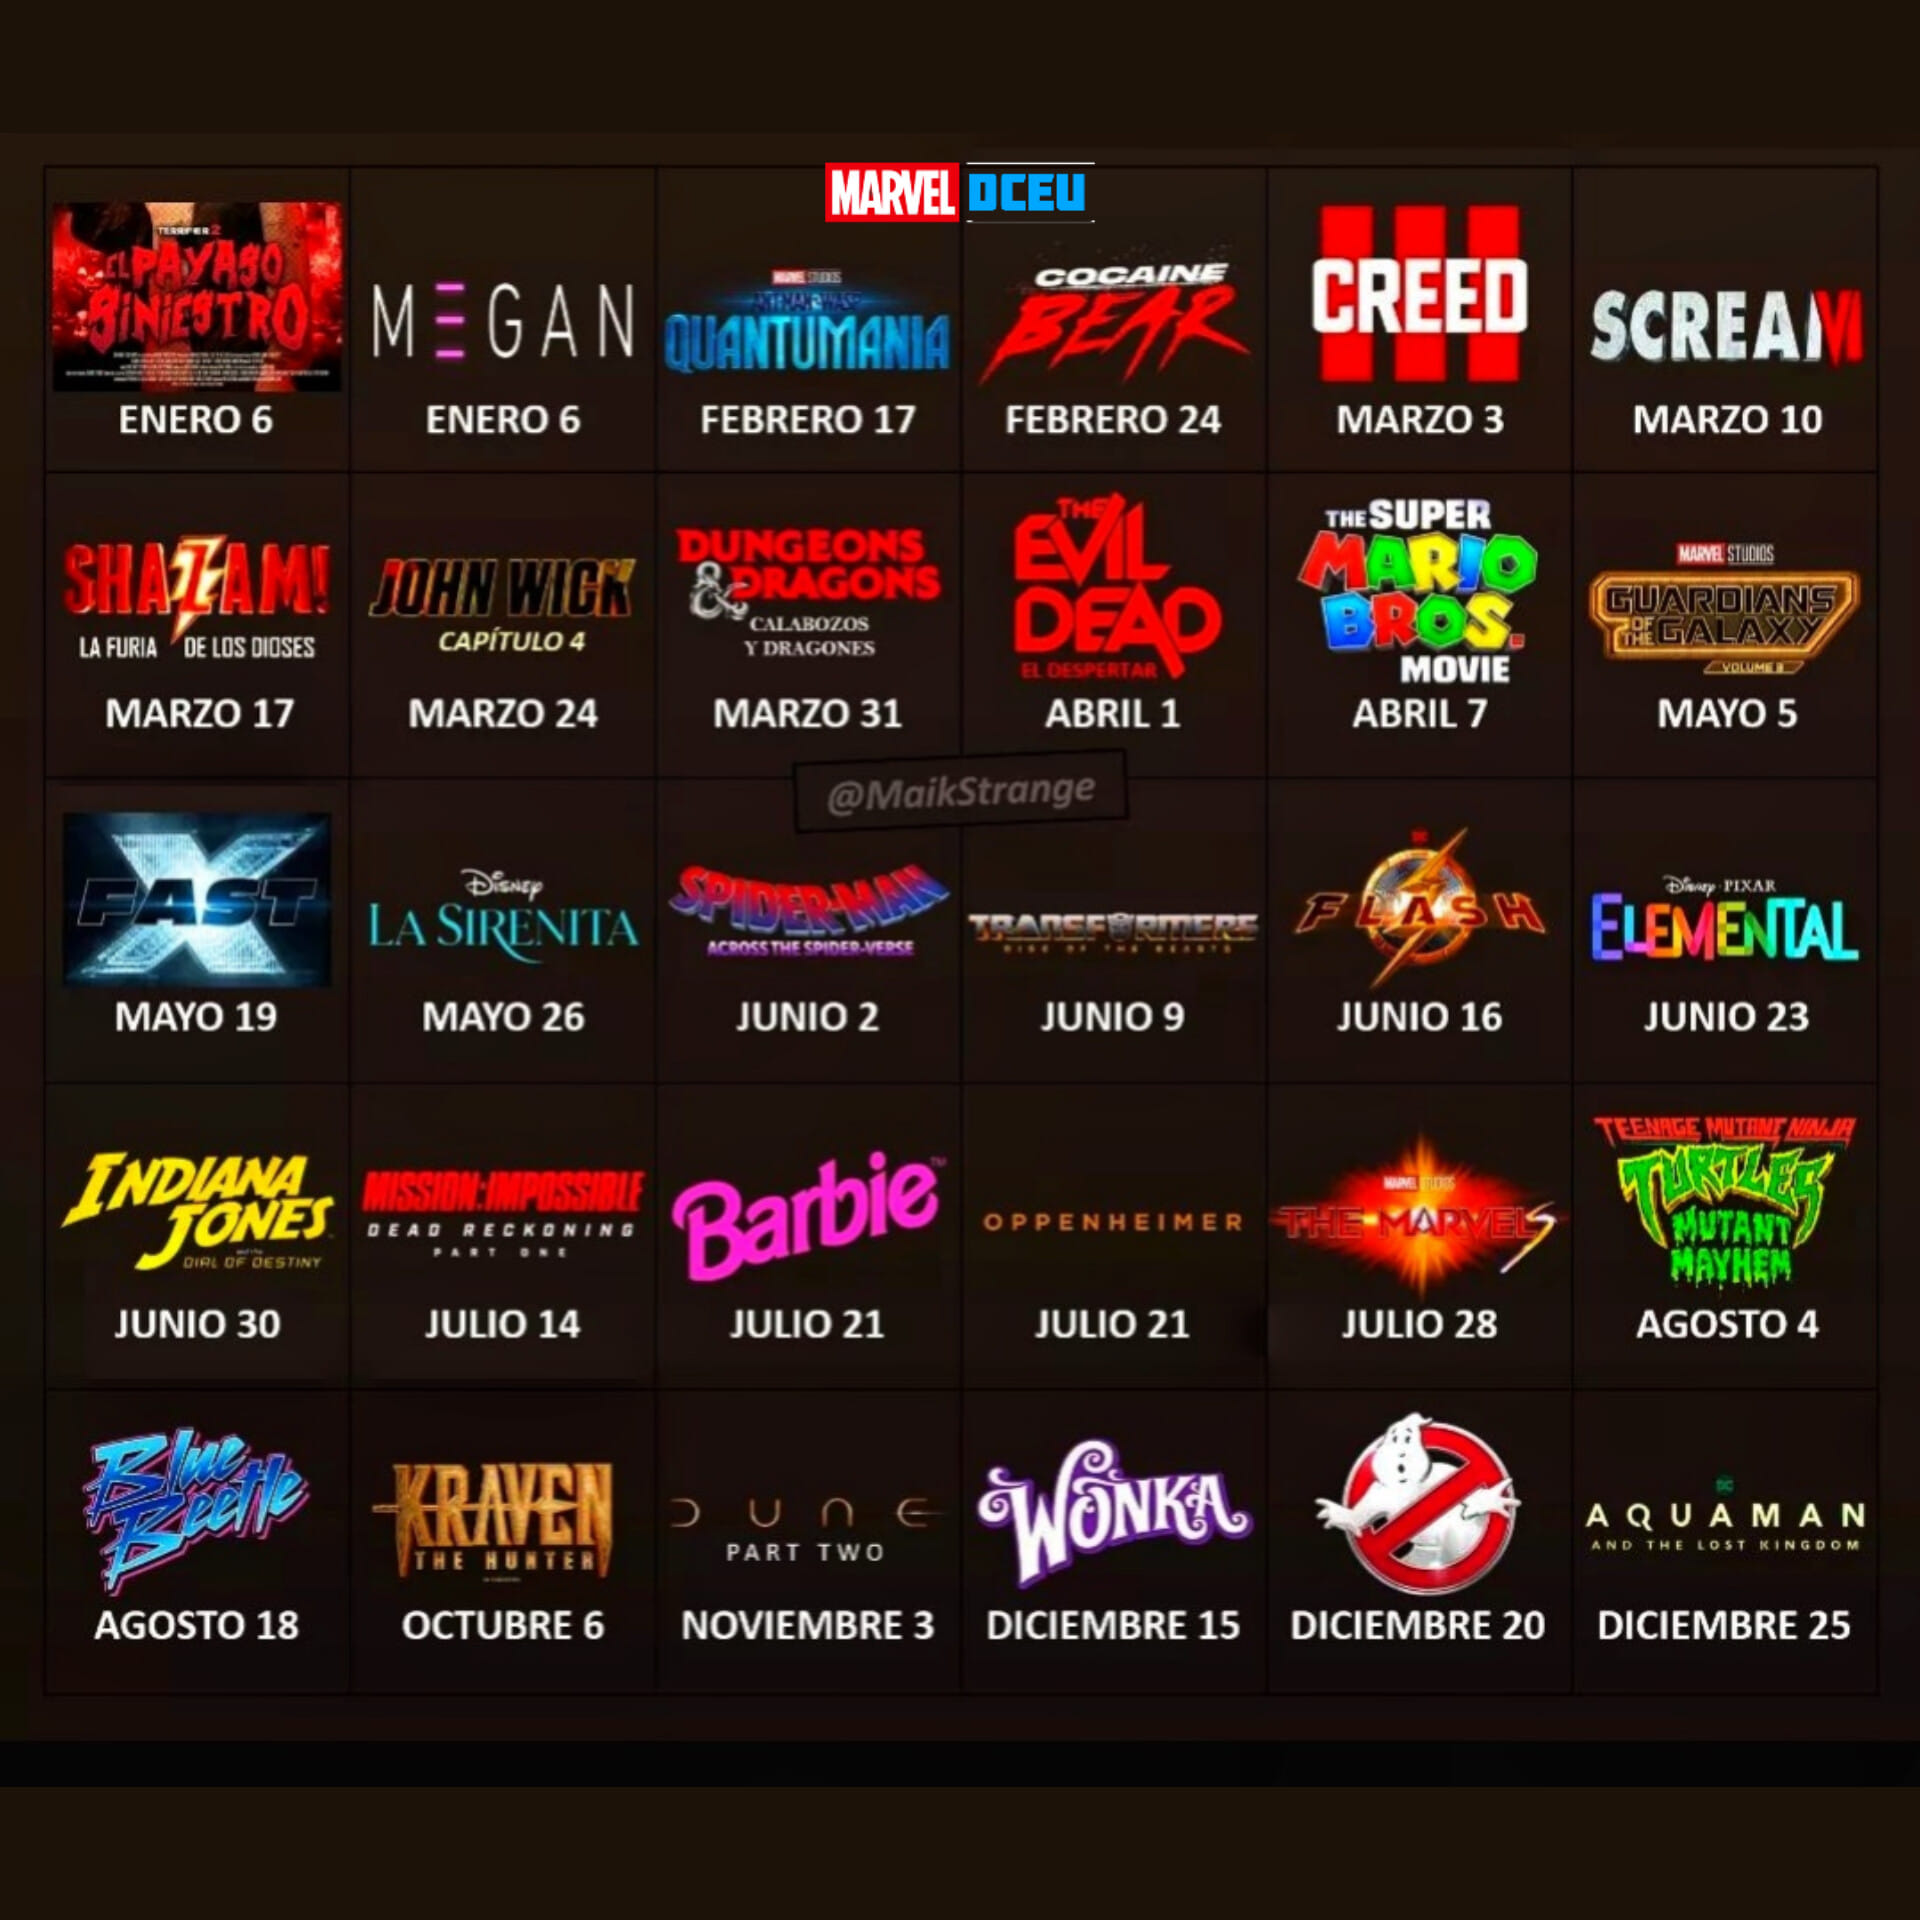 MARVEL DCEU
TERRIFIER 2
EL PAYASO
SINIESTRO
ENERO 6
M≡GAN
ENERO 6
MARVEL STUDIOS
ANT-MAN AND THE WASP
QUANTUMANIA
FEBRERO 17
COCAINE
BEAR
FEBRERO 24
III
CREED
MARZO 3
SCREAM VI
MARZO 10
SHAZAM!
LA FURIA DE LOS DIOSES
MARZO 17
JOHN WICK
CAPÍTULO 4
MARZO 24
DUNGEONS
& DRAGONS
CALABOZOS
Y DRAGONES
MARZO 31
THE
EVIL
DEAD
EL DESPERTAR
ABRIL 1
THE SUPER
MARIO
BROS.
MOVIE
ABRIL 7
MARVEL STUDIOS
GUARDIANS
OF THE GALAXY
VOLUME 3
MAYO 5
@MaikStrange
FAST X
MAYO 19
Disney
LA SIRENITA
MAYO 26
SPIDER-MAN
ACROSS THE SPIDER-VERSE
JUNIO 2
TRANSFORMERS
RISE OF THE BEASTS
JUNIO 9
DC
FLASH
JUNIO 16
Disney · PIXAR
ELEMENTAL
JUNIO 23
INDIANA
JONES
AND THE
DIAL OF DESTINY
JUNIO 30
MISSION:IMPOSSIBLE
DEAD RECKONING
PART ONE
JULIO 14
Barbie™
JULIO 21
OPPENHEIMER
JULIO 21
MARVEL STUDIOS
THE MARVELS
JULIO 28
TEENAGE MUTANT NINJA
TURTLES
MUTANT
MAYHEM
AGOSTO 4
Blue
Beetle
AGOSTO 18
KRAVEN
THE HUNTER
OCTUBRE 6
DUNE
PART TWO
NOVIEMBRE 3
WONKA
DICIEMBRE 15
DICIEMBRE 20
DC
AQUAMAN
AND THE LOST KINGDOM
DICIEMBRE 25